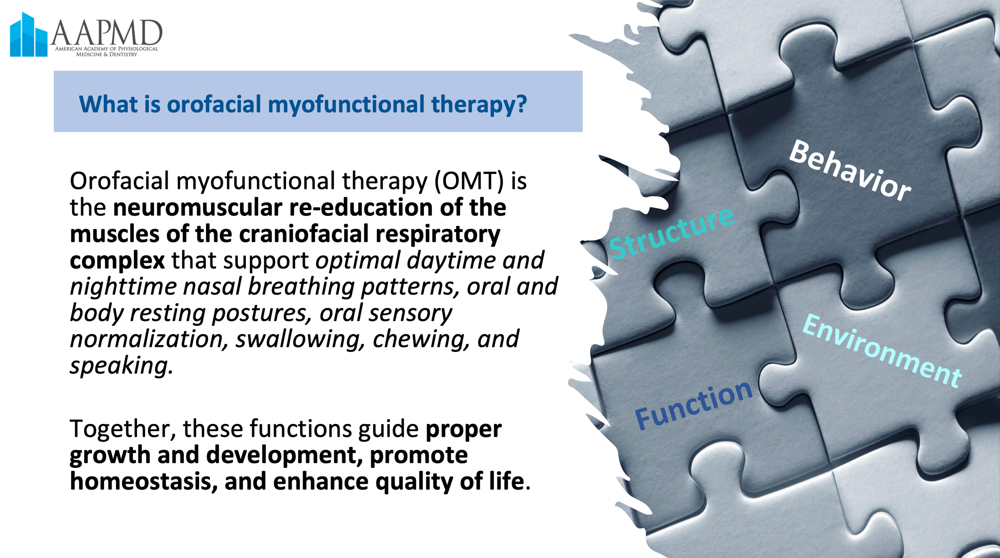 AAPMD
AMERICAN ACADEMY OF PHYSIOLOGICAL
MEDICINE & DENTISTRY
What is orofacial myofunctional therapy?
Orofacial myofunctional therapy (OMT) is
the neuromuscular re-education of the
muscles of the craniofacial respiratory
complex that support optimal daytime and
nighttime nasal breathing patterns, oral and
body resting postures, oral sensory
normalization, swallowing, chewing, and
speaking.
Together, these functions guide proper
growth and development, promote
homeostasis, and enhance quality of life.
Behavior
Structure
Environment
Function